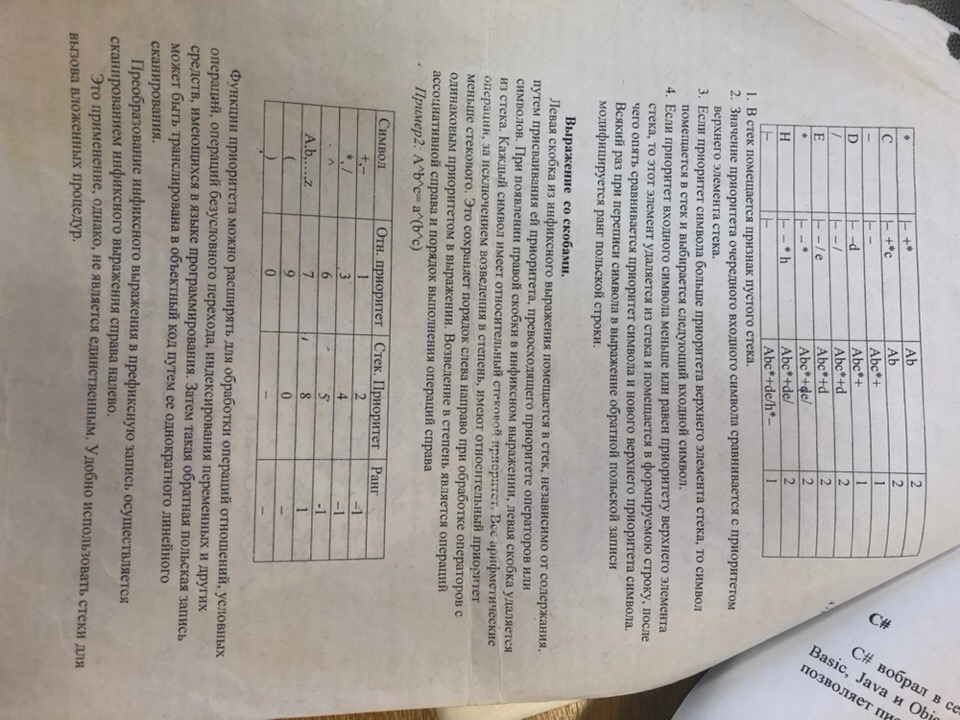 * |– +* Ab 2
C |– +*c Ab 2
– |– – Abc*+ 1
D |– –d Abc*+ 1
/ |– – / Abc*+d 2
E |– – / e Abc*+d 2
* |– – * Abc*+de/ 2
H |– – * h Abc*+de/ 2
|– |– Abc*+de/h*– 1
1. В стек помещается признак пустого стека.
2. Значение приоритета очередного входного символа сравнивается с приоритетом
верхнего элемента стека.
3. Если приоритет символа больше приоритета верхнего элемента стека, то символ
помещается в стек и выбирается следующий входной символ.
4. Если приоритет входного символа меньше или равен приоритету верхнего элемента
стека, то этот элемент удаляется из стека и помещается в формируемою строку, после
чего опять сравнивается приоритет символа и нового верхнего приоритета символа.
Всякий раз при переписи символа в выражение обратной польской записи
модифицируется ранг польской строки.
Выражение со скобами.
Левая скобка из инфиксного выражения помещается в стек, независимо от содержания,
путем присваивания ей приоритета, превосходящего приоритете операторов или
символов. При появлении правой скобки в инфиксном выражении, левая скобка удаляется
из стека. Каждый символ имеет относительный стековой приоритет. Все арифметические
операции, за исключением возведения в степень, имеют относительный приоритет
меньше стекового. Это сохраняет порядок слева направо при обработке операторов с
одинаковым приоритетом в выражении. Возведение в степень является операций
ассоциативной справа и порядок выполнения операций справа
Пример2: A^b^c= a^(b^c)
Символ Отн. приоритет Стек. Приоритет Ранг
+,– 1 2 –1
*, / 3 4 –1
^ 6 5 -1
A,b,…,z 7 8 1
( 9 0 –
) 0 – –
Функции приоритета можно расширять для обработки операций отношений, условных
операций, операций безусловного перехода, индексирования переменных и других
средств, имеющихся в языке программирования. Затем такая обратная польская запись
может быть транслирована в объектный код путем ее однократного линейного
сканирования.
Преобразование инфиксного выражения в префиксную запись осуществляется
сканированием инфиксного выражения справа налево.
Это применение, однако, не является единственным. Удобно использовать стеки для
вызова вложенных процедур.
C#
C# вобрал в
Basic, Java и
позволяет